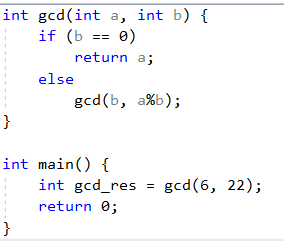 int gcd(int a, int b) {
    if (b == 0)
        return a;
    else
        gcd(b, a%b);
}

int main() {
    int gcd_res = gcd(6, 22);
    return 0;
}